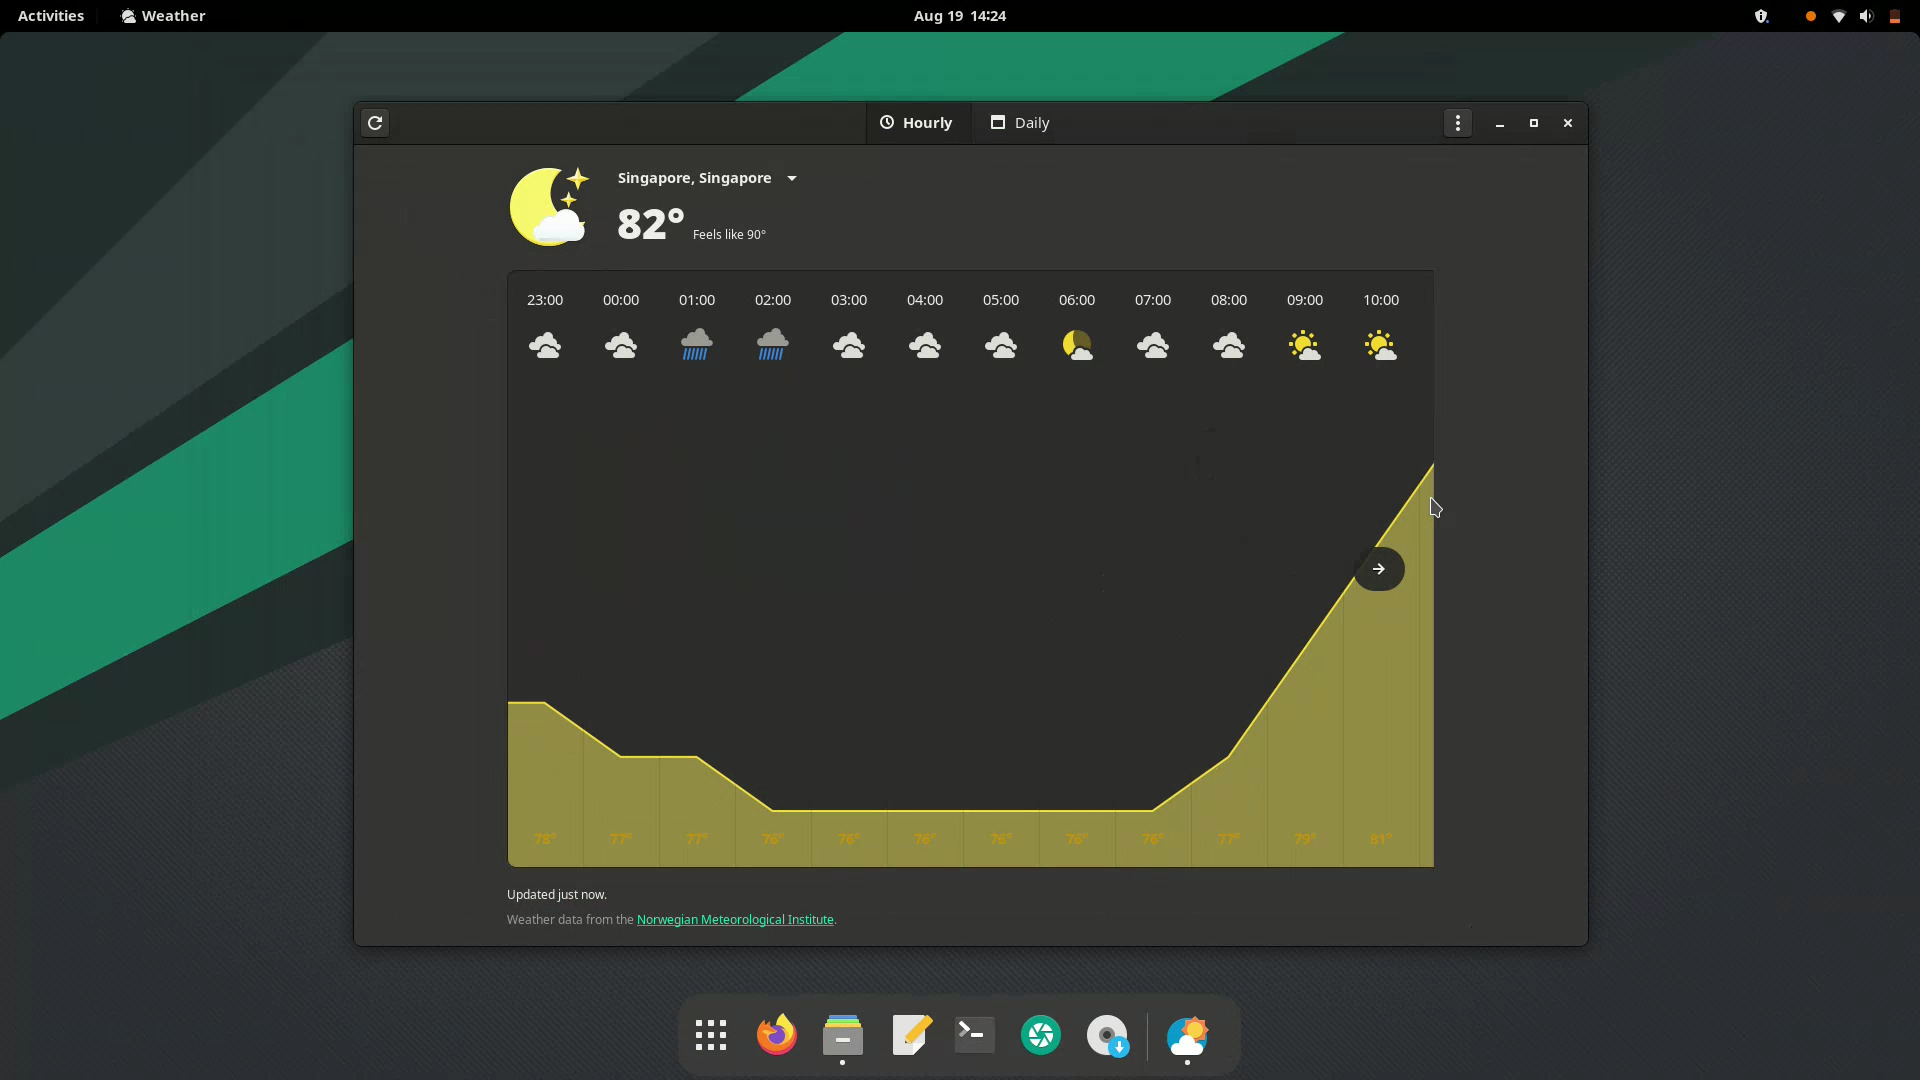 Activities Weather Aug 19 14:24
Hourly Daily
Singapore, Singapore
82° Feels like 90°
23:00 00:00 01:00 02:00 03:00 04:00 05:00 06:00 07:00 08:00 09:00 10:00
78° 77° 77° 76° 76° 76° 76° 76° 76° 77° 79° 81°
Updated just now.
Weather data from the Norwegian Meteorological Institute.